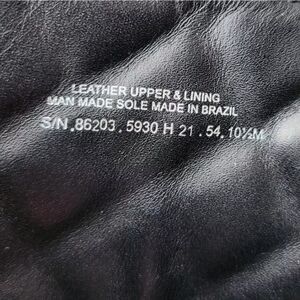 LEATHER UPPER & LINING
MAN MADE SOLE MADE IN BRAZIL
S/N.86203.5930 H 21.54.10½M